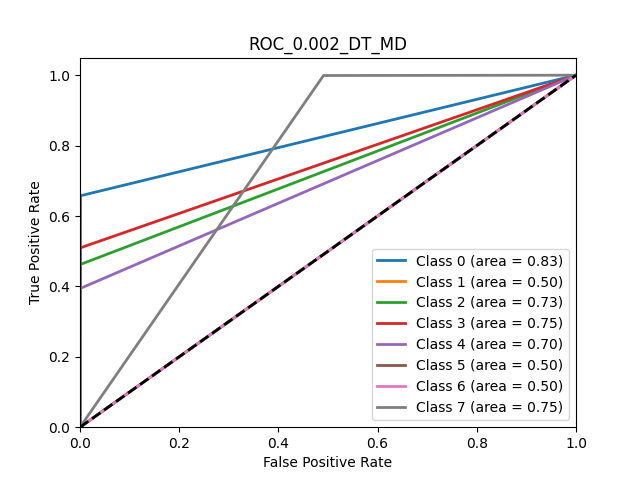 ROC_0.002_DT_MD
1.0
0.8
0.6
0.4
0.2
0.0
True Positive Rate
Class 0 (area = 0.83)
Class 1 (area = 0.50)
Class 2 (area = 0.73)
Class 3 (area = 0.75)
Class 4 (area = 0.70)
Class 5 (area = 0.50)
Class 6 (area = 0.50)
Class 7 (area = 0.75)
0.0 0.2 0.4 0.6 0.8 1.0
False Positive Rate